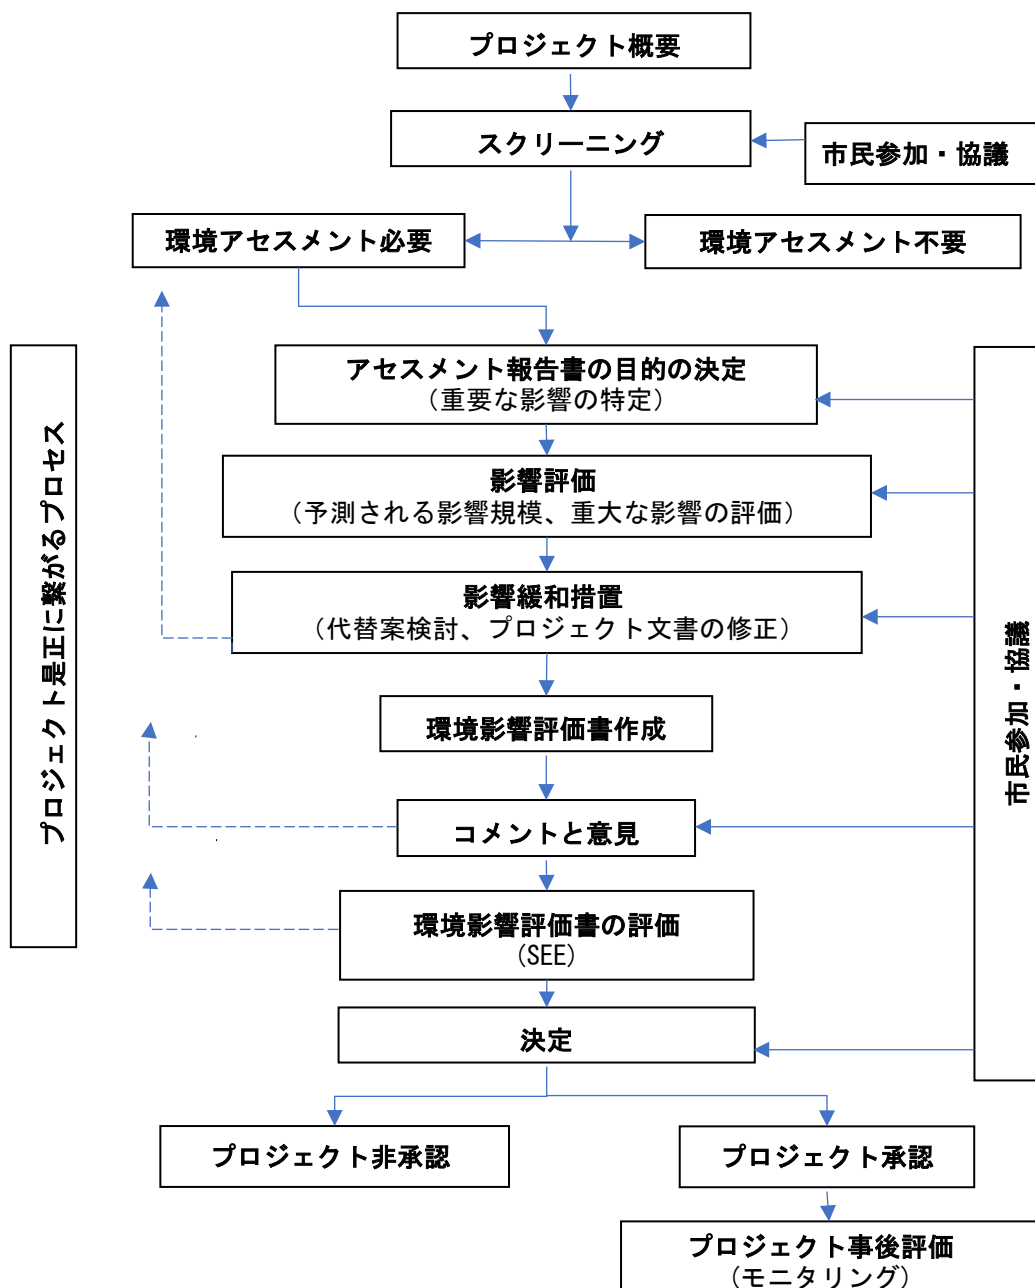 プロジェクト概要
スクリーニング
市民参加・協議
環境アセスメント必要
環境アセスメント不要
アセスメント報告書の目的の決定
（重要な影響の特定）
影響評価
（予測される影響規模、重大な影響の評価）
影響緩和措置
（代替案検討、プロジェクト文書の修正）
環境影響評価書作成
コメントと意見
環境影響評価書の評価
（SEE）
決定
プロジェクト非承認
プロジェクト承認
プロジェクト事後評価
（モニタリング）
プロジェクト是正に繋がるプロセス
市民参加・協議